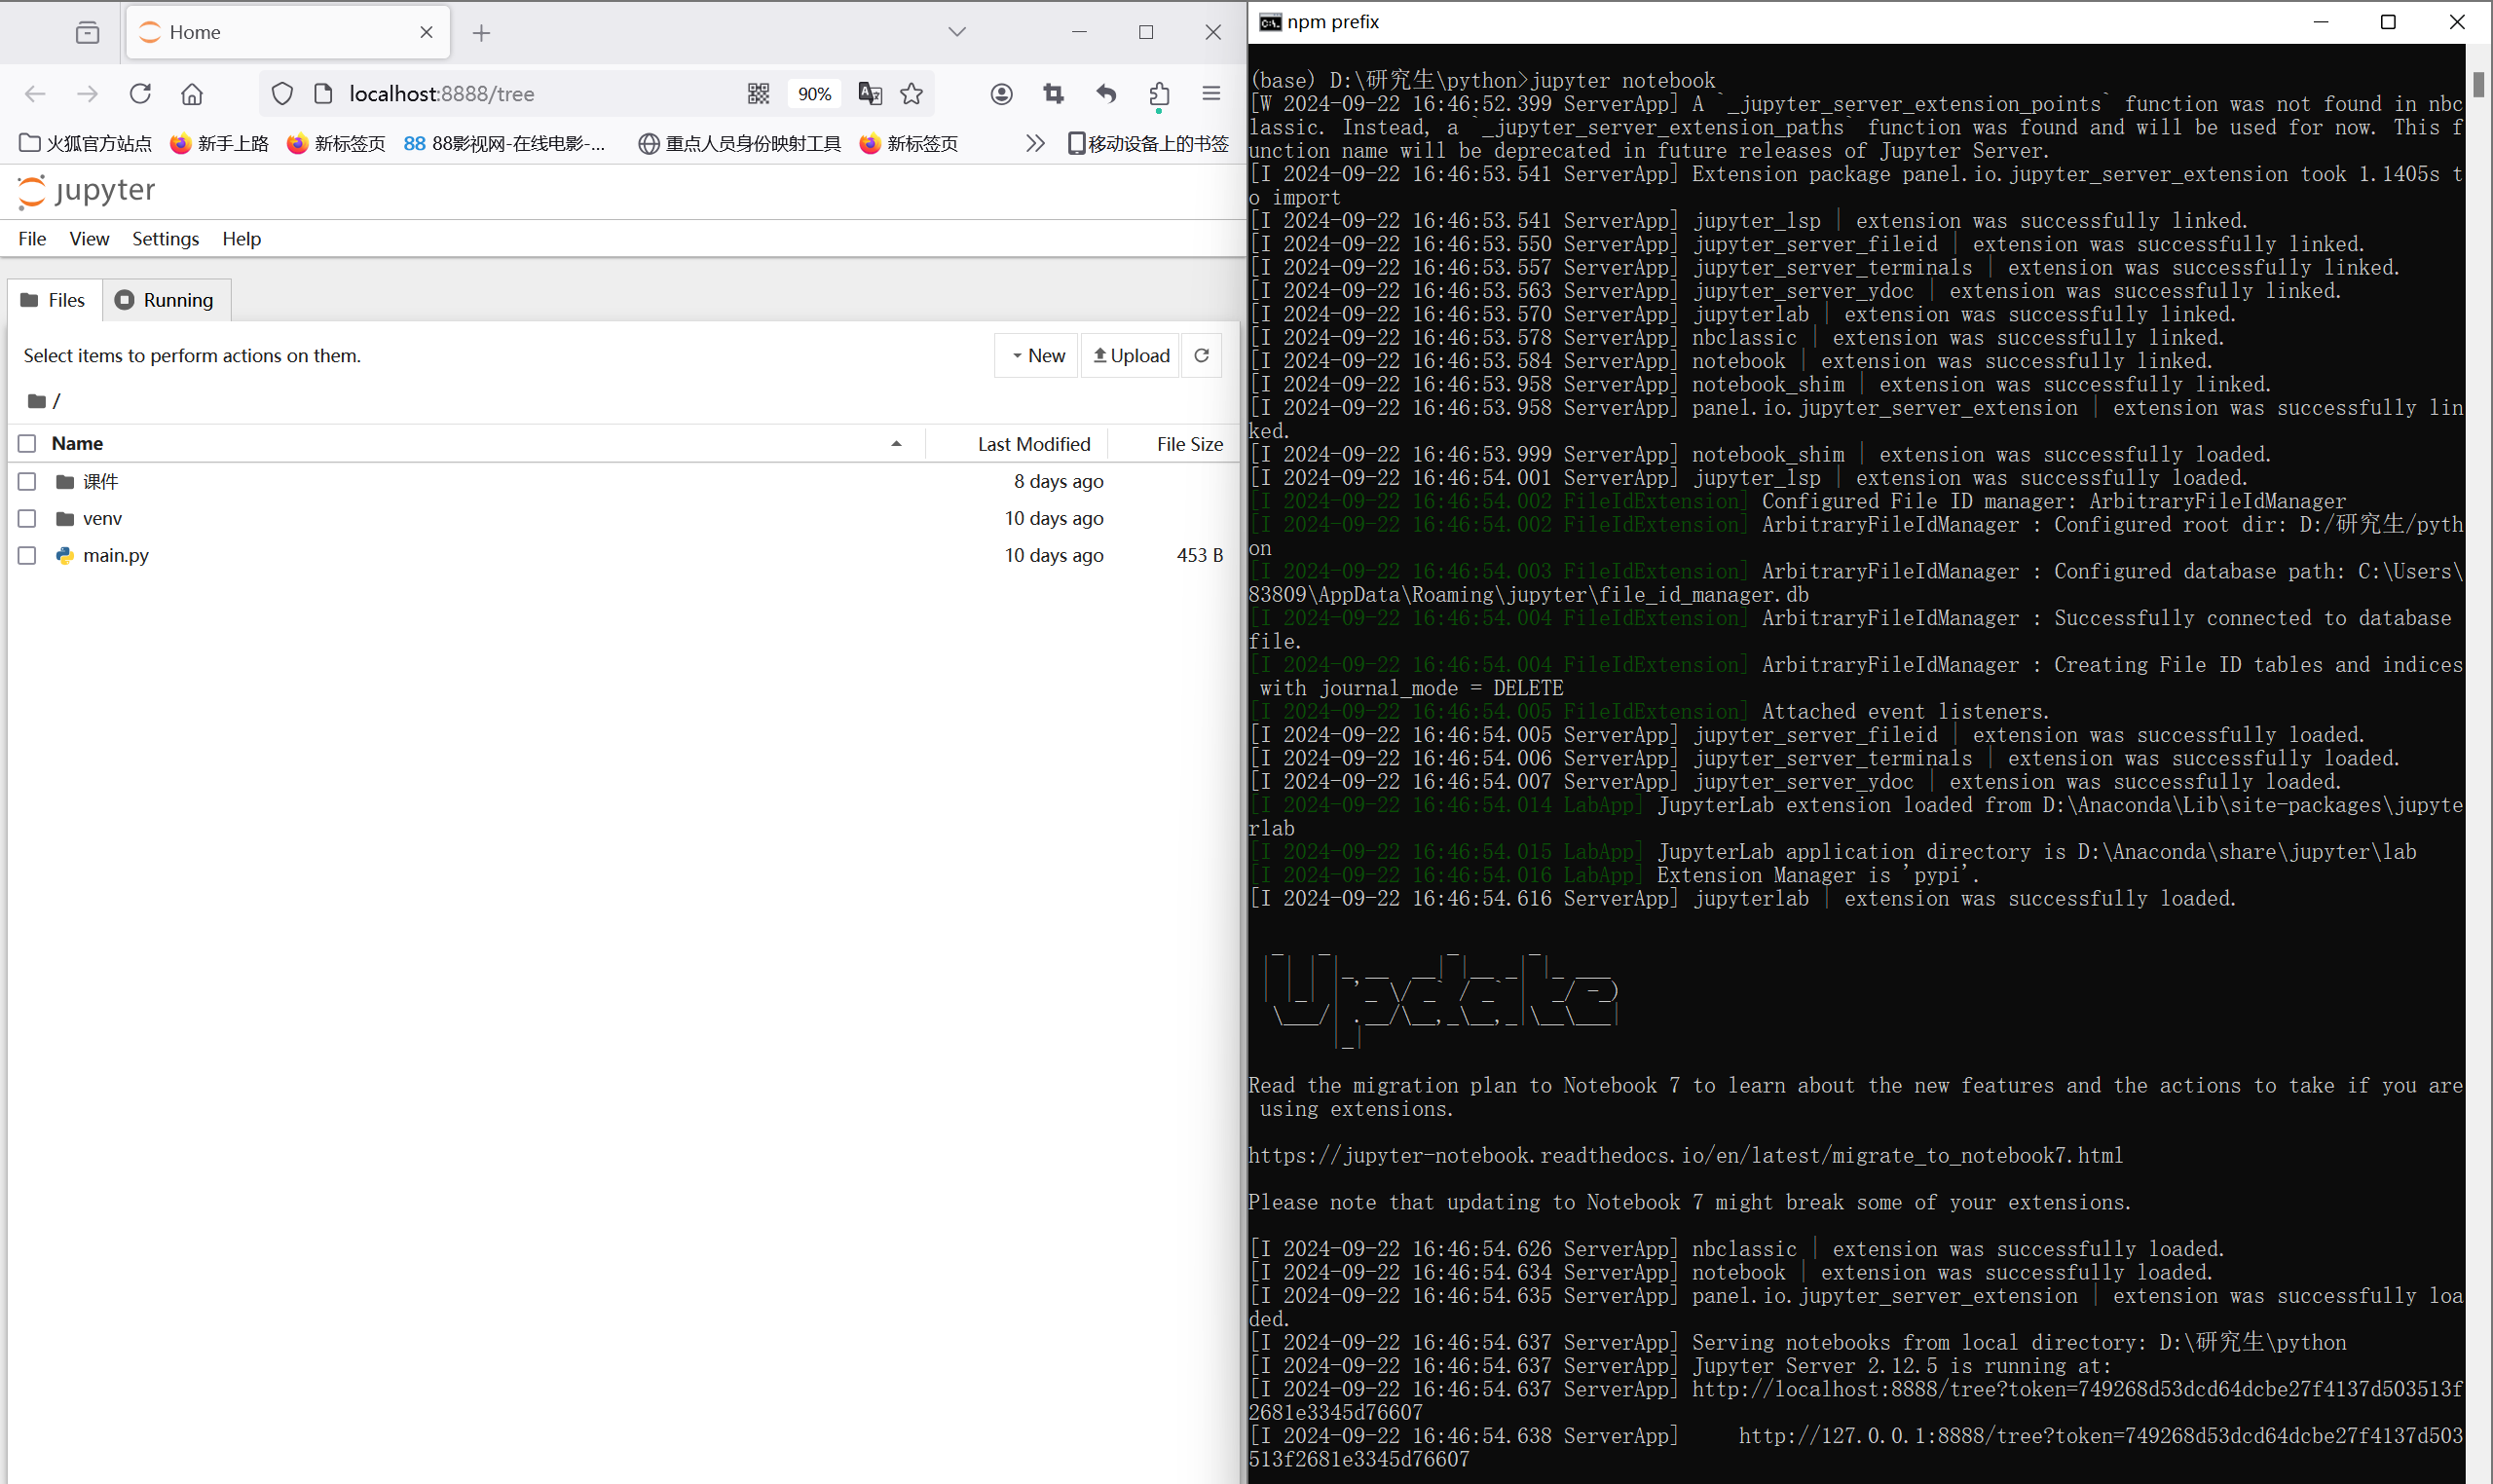 Home
localhost:8888/tree
90%
火狐官方站点 新手上路 新标签页 88 88影视网-在线电影-... 重点人员身份映射工具 新标签页 移动设备上的书签
jupyter
File View Settings Help
Files Running
Select items to perform actions on them.
New Upload
/
Name Last Modified File Size
课件 8 days ago
venv 10 days ago
main.py 10 days ago 453 B
npm prefix
(base) D:\研究生\python>jupyter notebook
[W 2024-09-22 16:46:52.399 ServerApp] A `_jupyter_server_extension_points` function was not found in nbc
lassic. Instead, a `_jupyter_server_extension_paths` function was found and will be used for now. This f
unction name will be deprecated in future releases of Jupyter Server.
[I 2024-09-22 16:46:53.541 ServerApp] Extension package panel.io.jupyter_server_extension took 1.1405s t
o import
[I 2024-09-22 16:46:53.541 ServerApp] jupyter_lsp | extension was successfully linked.
[I 2024-09-22 16:46:53.550 ServerApp] jupyter_server_fileid | extension was successfully linked.
[I 2024-09-22 16:46:53.557 ServerApp] jupyter_server_terminals | extension was successfully linked.
[I 2024-09-22 16:46:53.563 ServerApp] jupyter_server_ydoc | extension was successfully linked.
[I 2024-09-22 16:46:53.570 ServerApp] jupyterlab | extension was successfully linked.
[I 2024-09-22 16:46:53.578 ServerApp] nbclassic | extension was successfully linked.
[I 2024-09-22 16:46:53.584 ServerApp] notebook | extension was successfully linked.
[I 2024-09-22 16:46:53.958 ServerApp] notebook_shim | extension was successfully linked.
[I 2024-09-22 16:46:53.958 ServerApp] panel.io.jupyter_server_extension | extension was successfully lin
ked.
[I 2024-09-22 16:46:53.999 ServerApp] notebook_shim | extension was successfully loaded.
[I 2024-09-22 16:46:54.001 ServerApp] jupyter_lsp | extension was successfully loaded.
[I 2024-09-22 16:46:54.002 FileIdExtension] Configured File ID manager: ArbitraryFileIdManager
[I 2024-09-22 16:46:54.002 FileIdExtension] ArbitraryFileIdManager : Configured root dir: D:/研究生/pyth
on
[I 2024-09-22 16:46:54.003 FileIdExtension] ArbitraryFileIdManager : Configured database path: C:\Users\
83809\AppData\Roaming\jupyter\file_id_manager.db
[I 2024-09-22 16:46:54.004 FileIdExtension] ArbitraryFileIdManager : Successfully connected to database
file.
[I 2024-09-22 16:46:54.004 FileIdExtension] ArbitraryFileIdManager : Creating File ID tables and indices
with journal_mode = DELETE
[I 2024-09-22 16:46:54.005 FileIdExtension] Attached event listeners.
[I 2024-09-22 16:46:54.005 ServerApp] jupyter_server_fileid | extension was successfully loaded.
[I 2024-09-22 16:46:54.006 ServerApp] jupyter_server_terminals | extension was successfully loaded.
[I 2024-09-22 16:46:54.007 ServerApp] jupyter_server_ydoc | extension was successfully loaded.
[I 2024-09-22 16:46:54.014 LabApp] JupyterLab extension loaded from D:\Anaconda\Lib\site-packages\jupyte
rlab
[I 2024-09-22 16:46:54.015 LabApp] JupyterLab application directory is D:\Anaconda\share\jupyter\lab
[I 2024-09-22 16:46:54.016 LabApp] Extension Manager is 'pypi'.
[I 2024-09-22 16:46:54.616 ServerApp] jupyterlab | extension was successfully loaded.
Update
Read the migration plan to Notebook 7 to learn about the new features and the actions to take if you are
using extensions.
https://jupyter-notebook.readthedocs.io/en/latest/migrate_to_notebook7.html
Please note that updating to Notebook 7 might break some of your extensions.
[I 2024-09-22 16:46:54.626 ServerApp] nbclassic | extension was successfully loaded.
[I 2024-09-22 16:46:54.634 ServerApp] notebook | extension was successfully loaded.
[I 2024-09-22 16:46:54.635 ServerApp] panel.io.jupyter_server_extension | extension was successfully loa
ded.
[I 2024-09-22 16:46:54.637 ServerApp] Serving notebooks from local directory: D:\研究生\python
[I 2024-09-22 16:46:54.637 ServerApp] Jupyter Server 2.12.5 is running at:
[I 2024-09-22 16:46:54.637 ServerApp] http://localhost:8888/tree?token=749268d53dcd64dcbe27f4137d503513f
2681e3345d76607
[I 2024-09-22 16:46:54.638 ServerApp] http://127.0.0.1:8888/tree?token=749268d53dcd64dcbe27f4137d503
513f2681e3345d76607